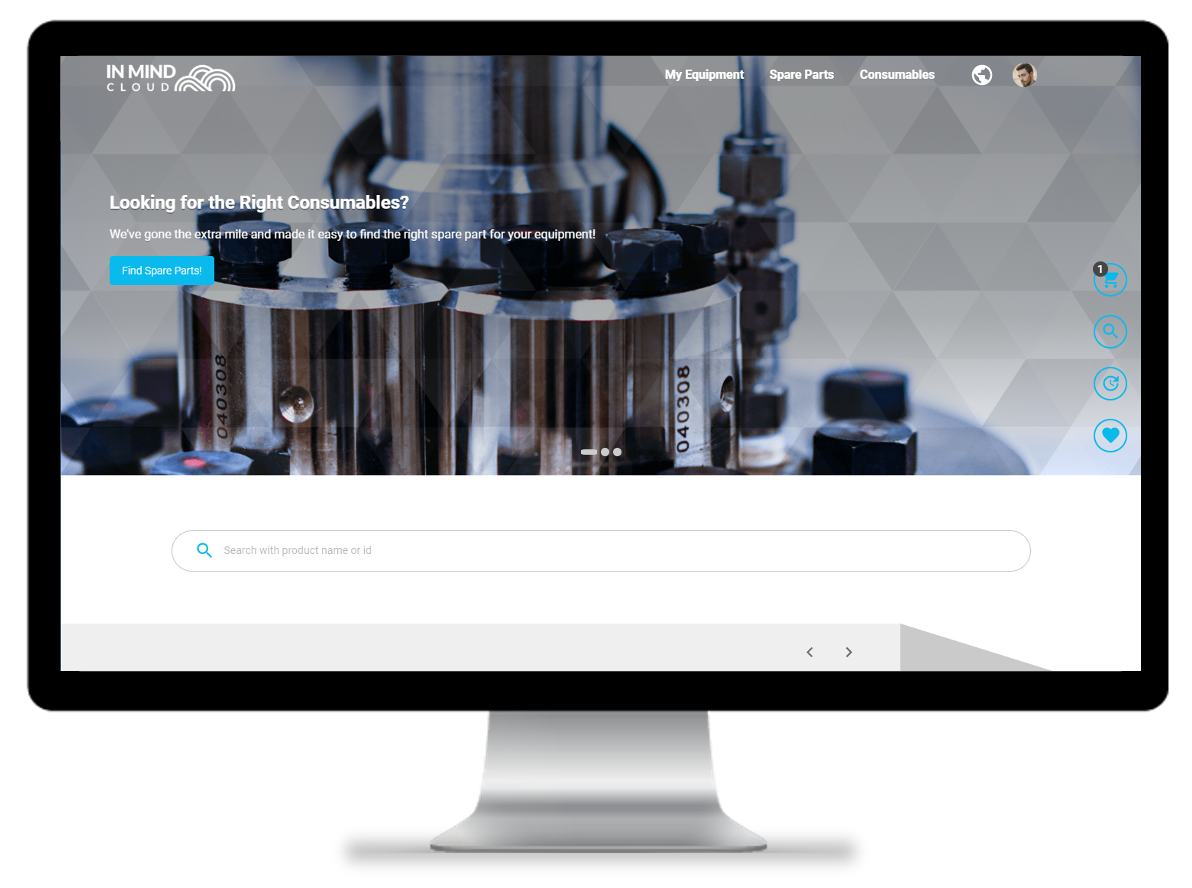 IN MIND
CLOUD
My Equipment
Spare Parts
Consumables
Looking for the Right Consumables?
We've gone the extra mile and made it easy to find the right spare part for your equipment!
Find Spare Parts!
1
040308
040308
Search with product name or id